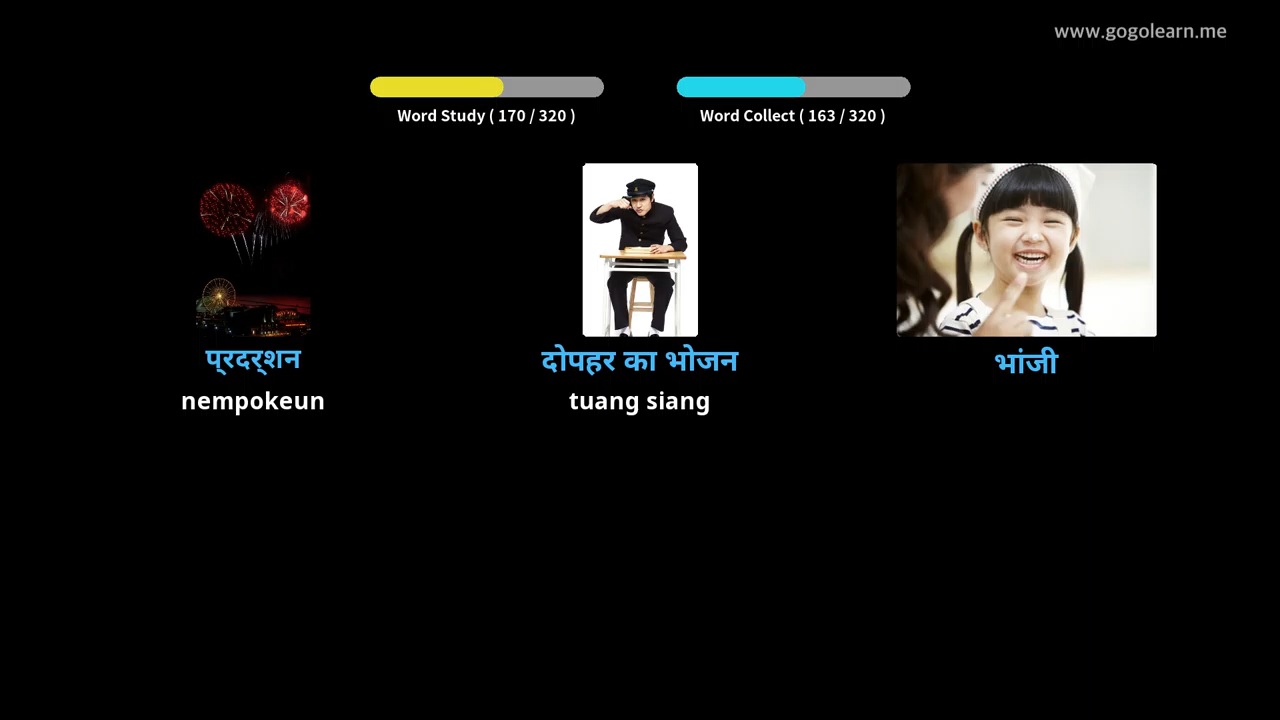 www.gogolearn.me
Word Study ( 170 / 320 )
Word Collect ( 163 / 320 )
प्रदर्शन
दोपहर का भोजन
भांजी
nempokeun
tuang siang